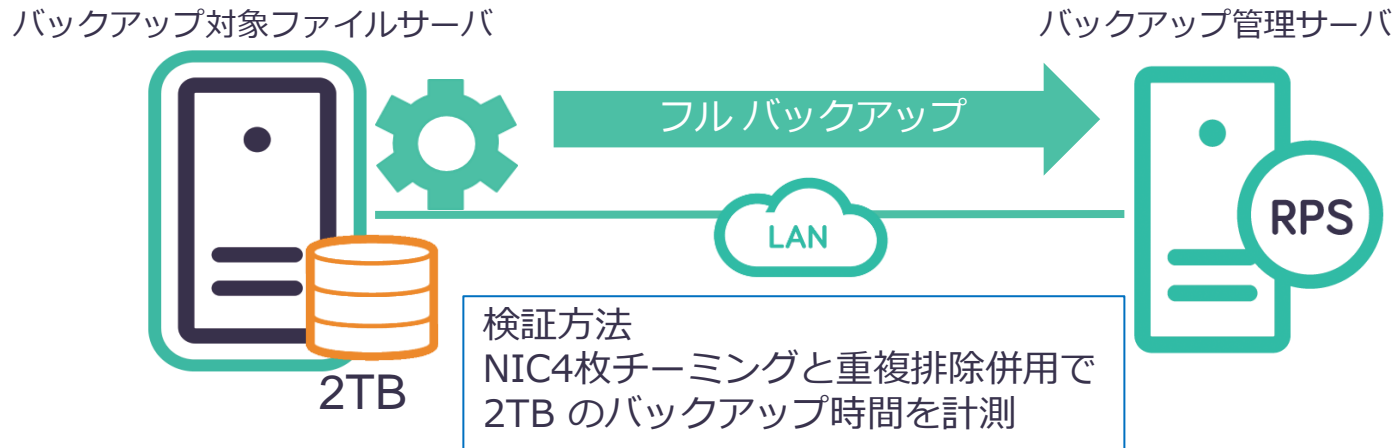 バックアップ対象ファイルサーバ
バックアップ管理サーバ
フル バックアップ
LAN
RPS
2TB
検証方法
NIC4枚チーミングと重複排除併用で
2TB のバックアップ時間を計測